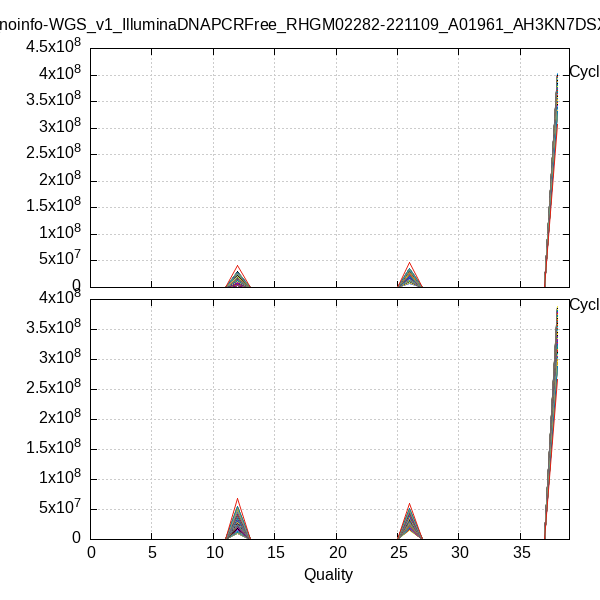 noinfo-WGS_v1_IlluminaDNAPCRFree_RHGM02282-221109_A01961_AH3KN7DSX
4.5x10^8
4x10^8
3.5x10^8
3x10^8
2.5x10^8
2x10^8
1.5x10^8
1x10^8
5x10^7
0
Cycl
4x10^8
3.5x10^8
3x10^8
2.5x10^8
2x10^8
1.5x10^8
1x10^8
5x10^7
0
Cycl
0 5 10 15 20 25 30 35
Quality